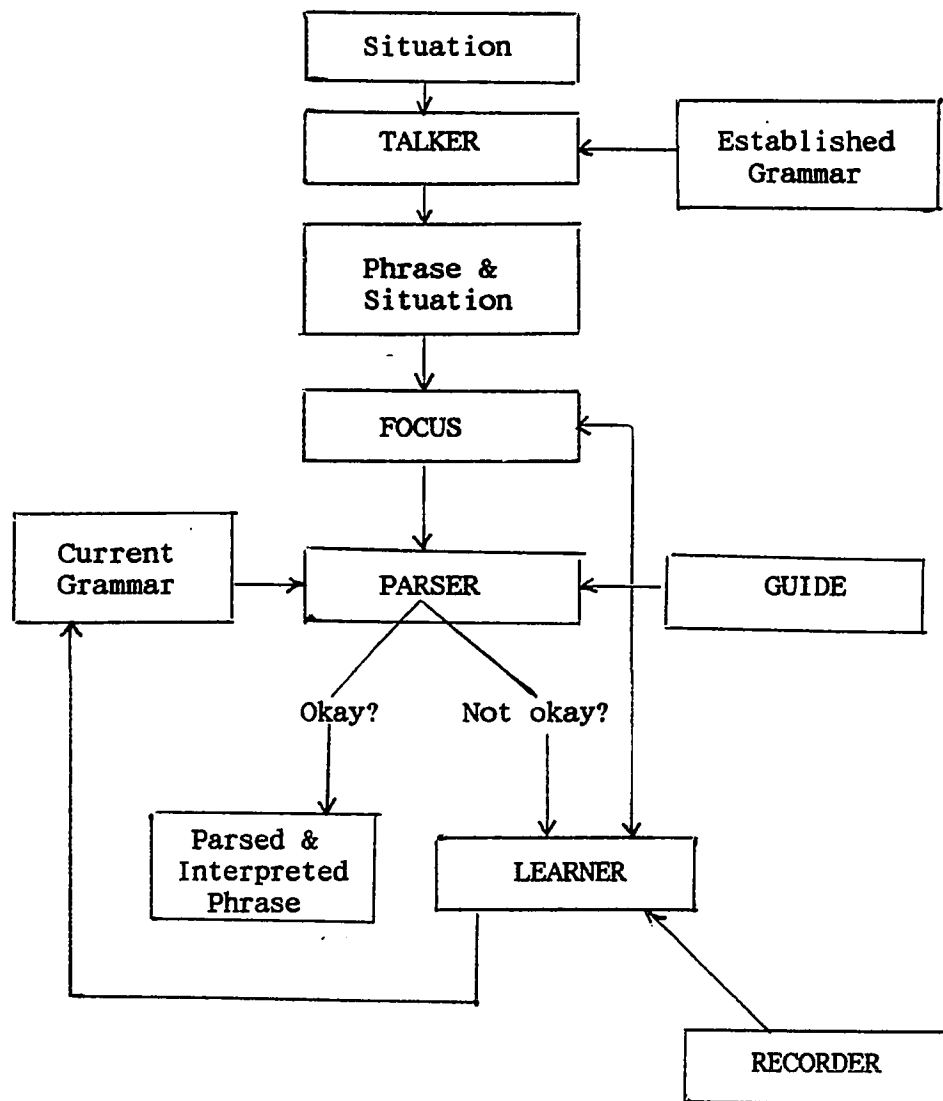 Situation
TALKER
Established
Grammar
Phrase &
Situation
FOCUS
Current
Grammar
PARSER
GUIDE
Okay?
Not okay?
Parsed &
Interpreted
Phrase
LEARNER
RECORDER